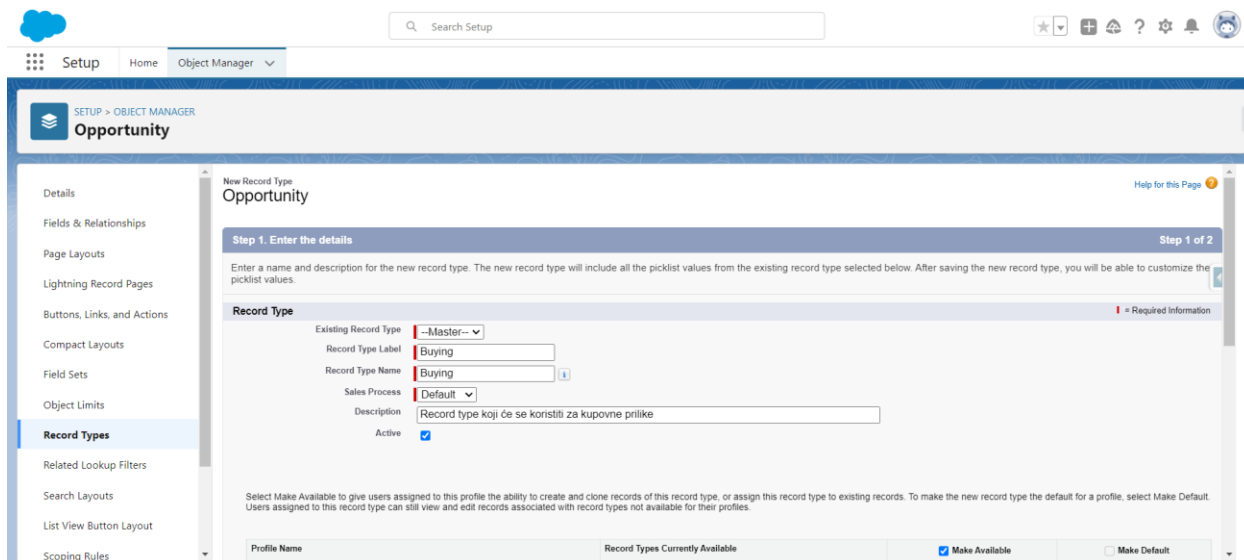 Search Setup
Setup
Home
Object Manager
SETUP > OBJECT MANAGER
Opportunity
Details
Fields & Relationships
Page Layouts
Lightning Record Pages
Buttons, Links, and Actions
Compact Layouts
Field Sets
Object Limits
Record Types
Related Lookup Filters
Search Layouts
List View Button Layout
Scoping Rules
New Record Type
Opportunity
Help for this Page
Step 1. Enter the details
Step 1 of 2
Enter a name and description for the new record type. The new record type will include all the picklist values from the existing record type selected below. After saving the new record type, you will be able to customize the
picklist values.
Record Type
= Required Information
Existing Record Type
--Master--
Record Type Label
Buying
Record Type Name
Buying
Sales Process
Default
Description
Record type koji će se koristiti za kupovne prilike
Active
Select Make Available to give users assigned to this profile the ability to create and clone records of this record type, or assign this record type to existing records. To make the new record type the default for a profile, select Make Default.
Users assigned to this record type can still view and edit records associated with record types not available for their profiles.
Profile Name
Record Types Currently Available
Make Available
Make Default